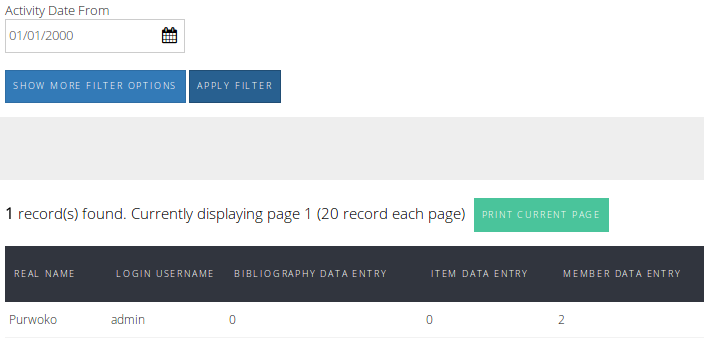 Activity Date From
01/01/2000
SHOW MORE FILTER OPTIONS APPLY FILTER
1 record(s) found. Currently displaying page 1 (20 record each page) PRINT CURRENT PAGE
REAL NAME LOGIN USERNAME BIBLIOGRAPHY DATA ENTRY ITEM DATA ENTRY MEMBER DATA ENTRY
Purwoko admin 0 0 2